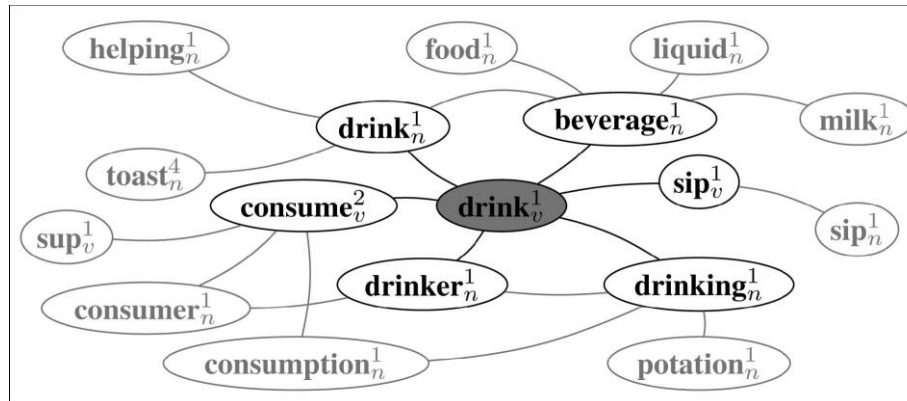 helping¹ₙ
food¹ₙ
liquid¹ₙ
drink¹ₙ
beverage¹ₙ
milk¹ₙ
toast⁴ₙ
consume²ᵥ
drink¹ᵥ
sip¹ᵥ
sup¹ᵥ
sip¹ₙ
consumer¹ₙ
drinker¹ₙ
drinking¹ₙ
consumption¹ₙ
potation¹ₙ